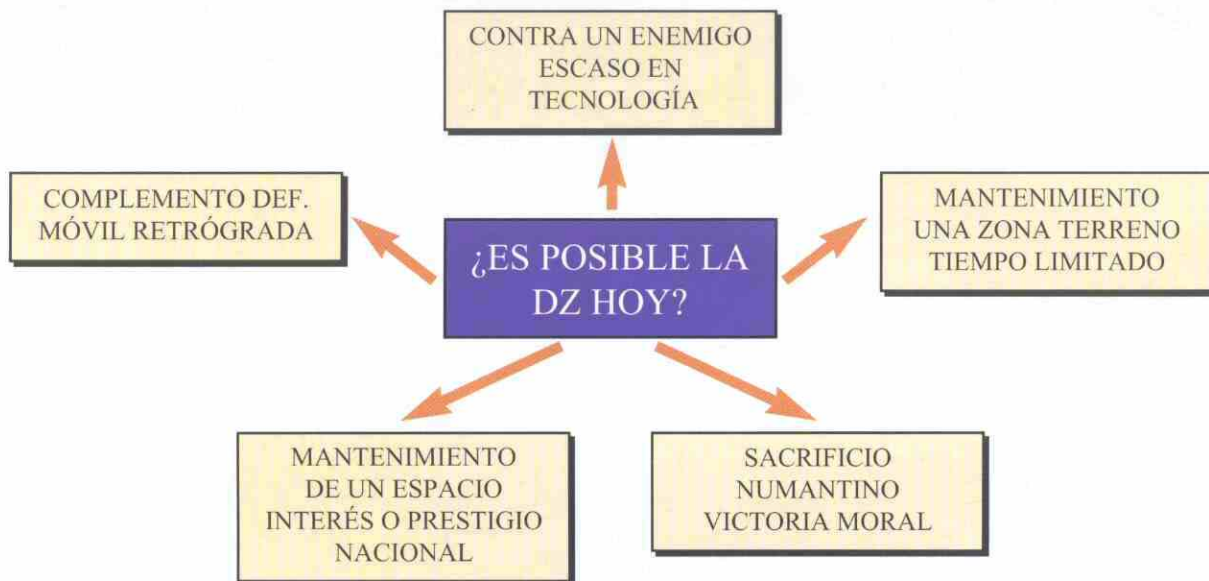 CONTRA UN ENEMIGO
ESCASO EN
TECNOLOGÍA
COMPLEMENTO DEF.
MÓVIL RETRÓGRADA
¿ES POSIBLE LA
DZ HOY?
MANTENIMIENTO
UNA ZONA TERRENO
TIEMPO LIMITADO
MANTENIMIENTO
DE UN ESPACIO
INTERÉS O PRESTIGIO
NACIONAL
SACRIFICIO
NUMANTINO
VICTORIA MORAL